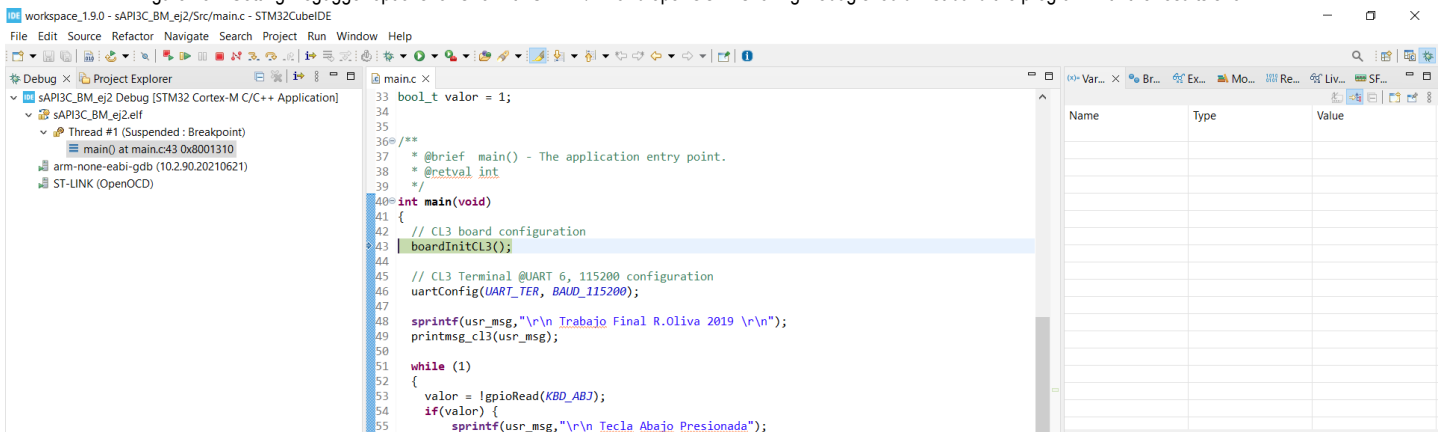 workspace_1.9.0 - sAPI3C_BM_ej2/Src/main.c - STM32CubeIDE
File Edit Source Refactor Navigate Search Project Run Window Help
Debug Project Explorer
sAPI3C_BM_ej2 Debug [STM32 Cortex-M C/C++ Application]
sAPI3C_BM_ej2.elf
Thread #1 (Suspended : Breakpoint)
main() at main.c:43 0x8001310
arm-none-eabi-gdb (10.2.90.20210621)
ST-LINK (OpenOCD)
main.c
33 bool_t valor = 1;
34
35
36 /**
37 * @brief main() - The application entry point.
38 * @retval int
39 */
40 int main(void)
41 {
42 // CL3 board configuration
43 boardInitCL3();
44
45 // CL3 Terminal @UART 6, 115200 configuration
46 uartConfig(UART_TER, BAUD_115200);
47
48 sprintf(usr_msg,"\r\n Trabajo Final R.Oliva 2019 \r\n");
49 printmsg_cl3(usr_msg);
50
51 while (1)
52 {
53 valor = !gpioRead(KBD_ABJ);
54 if(valor) {
55 sprintf(usr_msg,"\r\n Tecla Abajo Presionada");
Var... Br... Ex... Mo... Re... Liv... SF...
Name Type Value